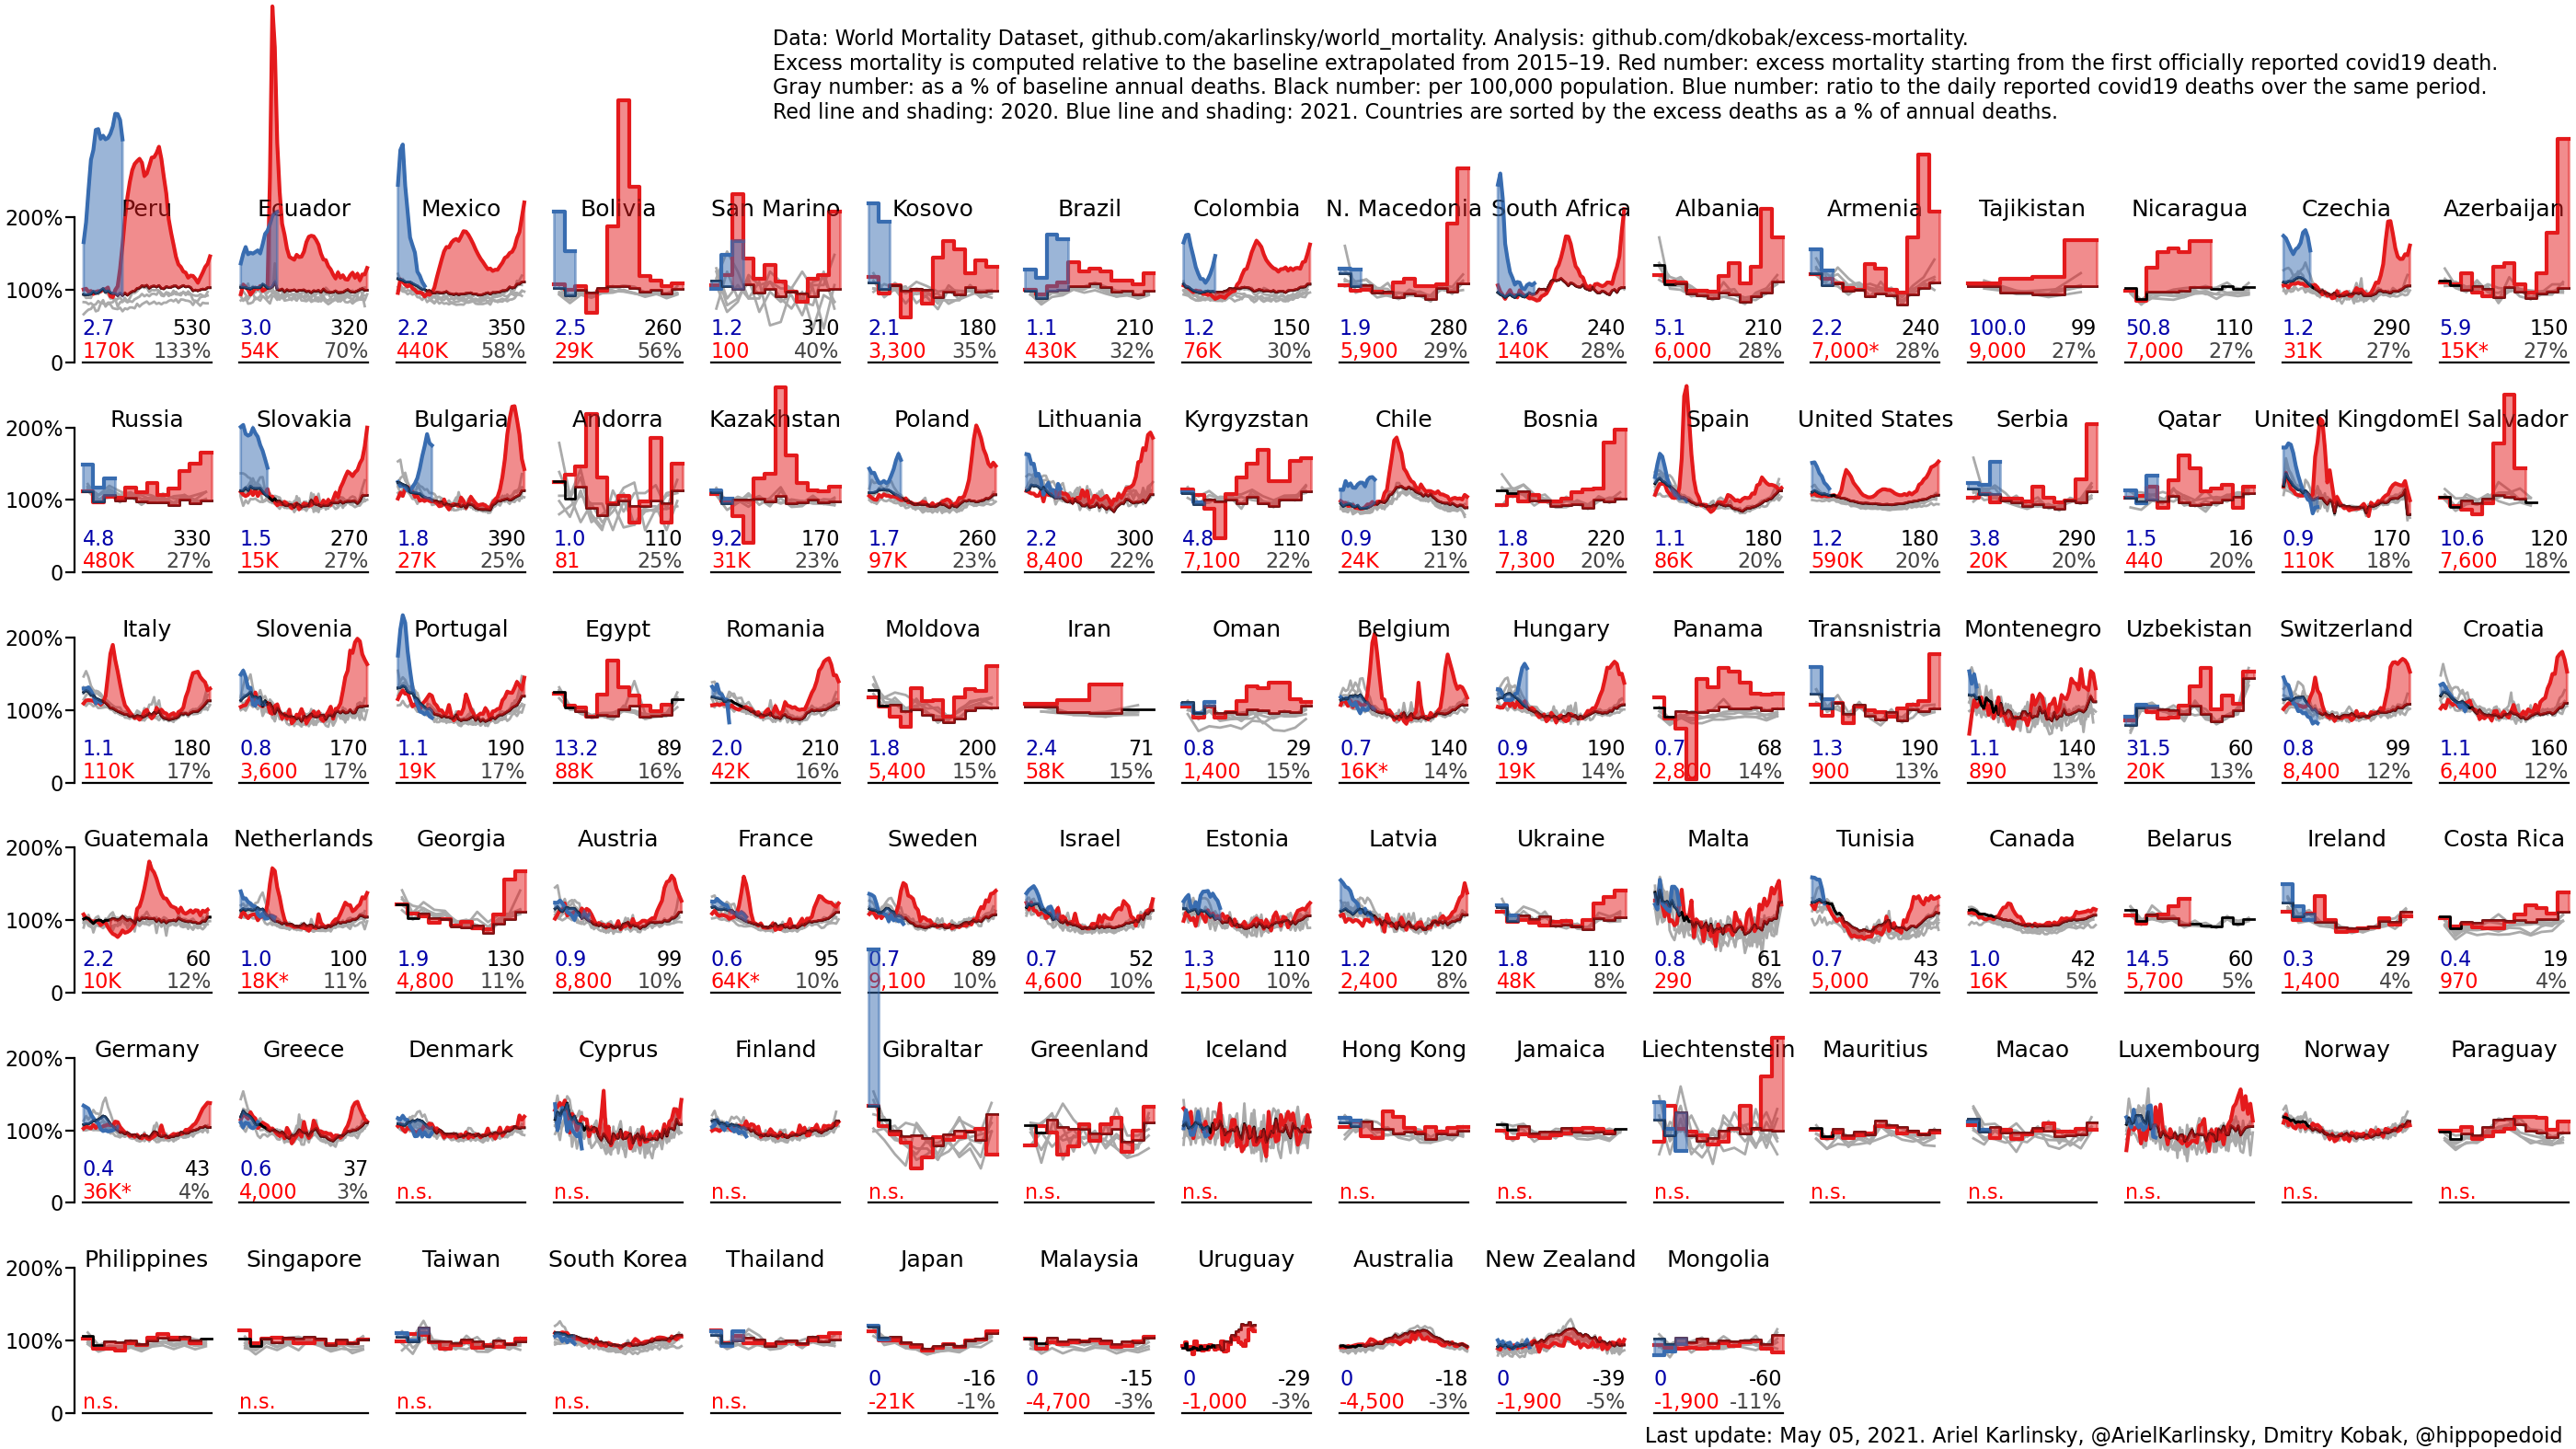 Data: World Mortality Dataset, github.com/akarlinsky/world_mortality. Analysis: github.com/dkobak/excess-mortality.
Excess mortality is computed relative to the baseline extrapolated from 2015–19. Red number: excess mortality starting from the first officially reported covid19 death.
Gray number: as a % of baseline annual deaths. Black number: per 100,000 population. Blue number: ratio to the daily reported covid19 deaths over the same period.
Red line and shading: 2020. Blue line and shading: 2021. Countries are sorted by the excess deaths as a % of annual deaths.
200% Peru Ecuador Mexico Bolivia San Marino Kosovo Brazil Colombia N. Macedonia South Africa Albania Armenia Tajikistan Nicaragua Czechia Azerbaijan
100%
2.7 530 3.0 320 2.2 350 2.5 260 1.2 310 2.1 180 1.1 210 1.2 150 1.9 280 2.6 240 5.1 210 2.2 240 100.0 99 50.8 110 1.2 290 5.9 150
170K 133% 54K 70% 440K 58% 29K 56% 100 40% 3,300 35% 430K 32% 76K 30% 5,900 29% 140K 28% 6,000 28% 7,000* 28% 9,000 27% 7,000 27% 31K 27% 15K* 27%
0
200% Russia Slovakia Bulgaria Andorra Kazakhstan Poland Lithuania Kyrgyzstan Chile Bosnia Spain United States Serbia Qatar United Kingdom El Salvador
100%
4.8 330 1.5 270 1.8 390 1.0 110 9.2 170 1.7 260 2.2 300 4.8 110 0.9 130 1.8 220 1.1 180 1.2 180 3.8 290 1.5 16 0.9 170 10.6 120
480K 27% 15K 27% 27K 25% 81 25% 31K 23% 97K 23% 8,400 22% 7,100 22% 24K 21% 7,300 20% 86K 20% 590K 20% 20K 20% 440 20% 110K 18% 7,600 18%
0
200% Italy Slovenia Portugal Egypt Romania Moldova Iran Oman Belgium Hungary Panama Transnistria Montenegro Uzbekistan Switzerland Croatia
100%
1.1 180 0.8 170 1.1 190 13.2 89 2.0 210 1.8 200 2.4 71 0.8 29 0.7 140 0.9 190 0.7 68 1.3 190 1.1 140 31.5 60 0.8 99 1.1 160
110K 17% 3,600 17% 19K 17% 88K 16% 42K 16% 5,400 15% 58K 15% 1,400 15% 16K* 14% 19K 14% 2,800 14% 900 13% 890 13% 20K 13% 8,400 12% 6,400 12%
0
200% Guatemala Netherlands Georgia Austria France Sweden Israel Estonia Latvia Ukraine Malta Tunisia Canada Belarus Ireland Costa Rica
100%
2.2 60 1.0 100 1.9 130 0.9 99 0.6 95 0.7 89 0.7 52 1.3 110 1.2 120 1.8 110 0.8 61 0.7 43 1.0 42 14.5 60 0.3 29 0.4 19
10K 12% 18K* 11% 4,800 11% 8,800 10% 64K* 10% 9,100 10% 4,600 10% 1,500 10% 2,400 8% 48K 8% 290 8% 5,000 7% 16K 5% 5,700 5% 1,400 4% 970 4%
0
200% Germany Greece Denmark Cyprus Finland Gibraltar Greenland Iceland Hong Kong Jamaica Liechtenstein Mauritius Macao Luxembourg Norway Paraguay
100%
0.4 43 0.6 37
36K* 4% 4,000 3% n.s. n.s. n.s. n.s. n.s. n.s. n.s. n.s. n.s. n.s. n.s. n.s. n.s. n.s.
0
200% Philippines Singapore Taiwan South Korea Thailand Japan Malaysia Uruguay Australia New Zealand Mongolia
100%
0 -16 0 -15 0 -29 0 -18 0 -39 0 -60
n.s. n.s. n.s. n.s. n.s. -21K -1% -4,700 -3% -1,000 -3% -4,500 -3% -1,900 -5% -1,900 -11%
0
Last update: May 05, 2021. Ariel Karlinsky, @ArielKarlinsky, Dmitry Kobak, @hippopedoid